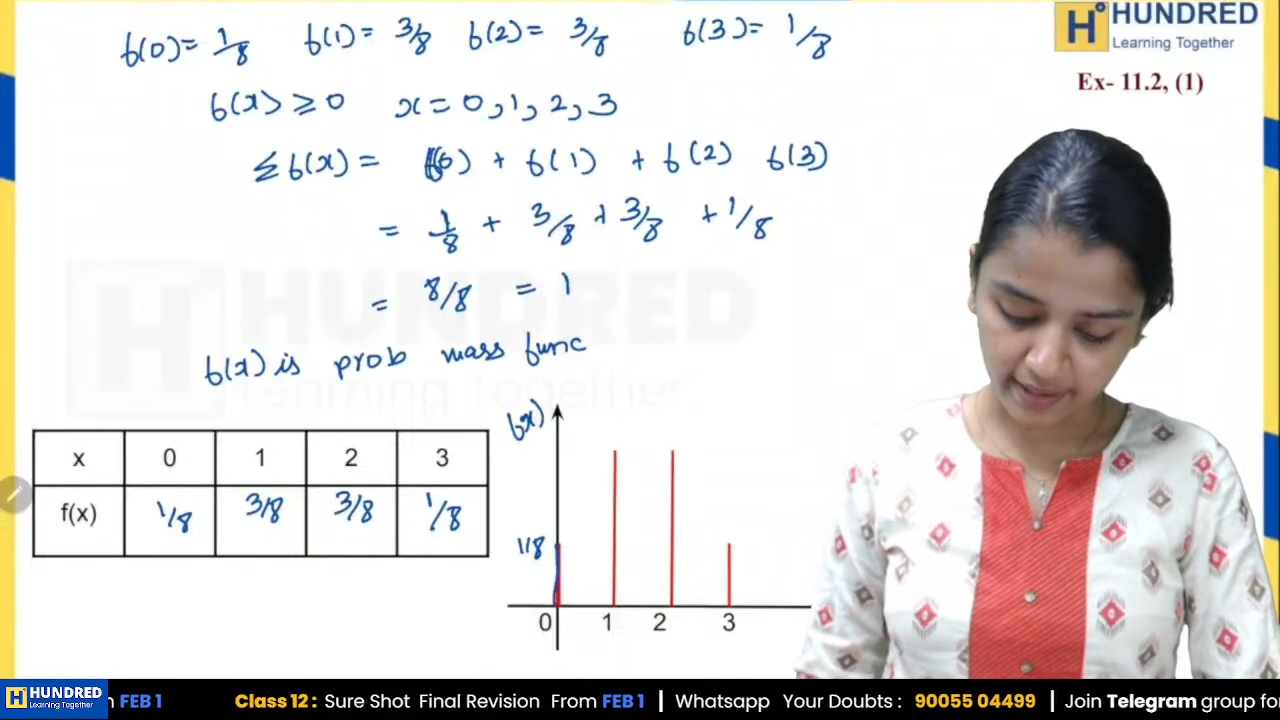 f(0) = 1/8 f(1) = 3/8 f(2) = 3/8 f(3) = 1/8
f(x) ≥ 0 x = 0, 1, 2, 3
Σ f(x) = f(0) + f(1) + f(2) f(3)
= 1/8 + 3/8 + 3/8 + 1/8
= 8/8 = 1
f(x) is prob mass func
HUNDRED
Learning Together
Ex- 11.2, (1)
HUNDRED
Learning Together
x 0 1 2 3
f(x) 1/8 3/8 3/8 1/8
f(x)
1/8
0 1 2 3
HUNDRED
Learning Together
FEB 1 Class 12 : Sure Shot Final Revision From FEB 1 | Whatsapp Your Doubts : 90055 04499 | Join Telegram group